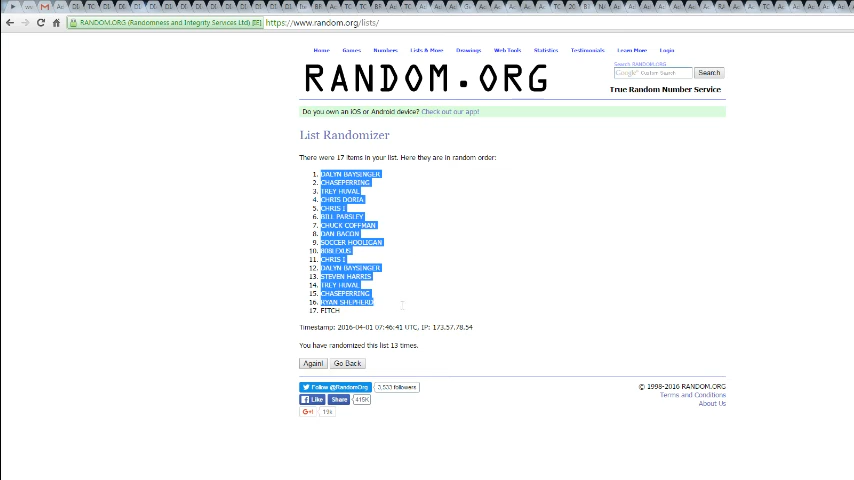 RANDOM.ORG (Randomness and Integrity Services Ltd) [IE] https://www.random.org/lists/
Home Games Numbers Lists & More Drawings Web Tools Statistics Testimonials Learn More Login
RANDOM.ORG
Search RANDOM.ORG
Google Custom Search Search
True Random Number Service
Do you own an iOS or Android device? Check out our app!
List Randomizer
There were 17 items in your list. Here they are in random order:
1. DALYN BAYSINGER
2. CHASEPERRING
3. TREY HUVAL
4. CHRIS DORIA
5. CHRIS I
6. BILL PARSLEY
7. CHUCK COFFMAN
8. DAN BACON
9. SOCCER HOOLIGAN
10. BOBLEXUS
11. CHRIS I
12. DALYN BAYSINGER
13. STEVEN HARRIS
14. TREY HUVAL
15. CHASEPERRING
16. RYAN SHEPHERD
17. FITCH
Timestamp: 2016-04-01 07:46:41 UTC, IP: 173.57.78.54
You have randomized this list 13 times.
Again! Go Back
Follow @RandomOrg 3,533 followers
Like Share 415K
G+1 19k
© 1998-2016 RANDOM.ORG
Terms and Conditions
About Us